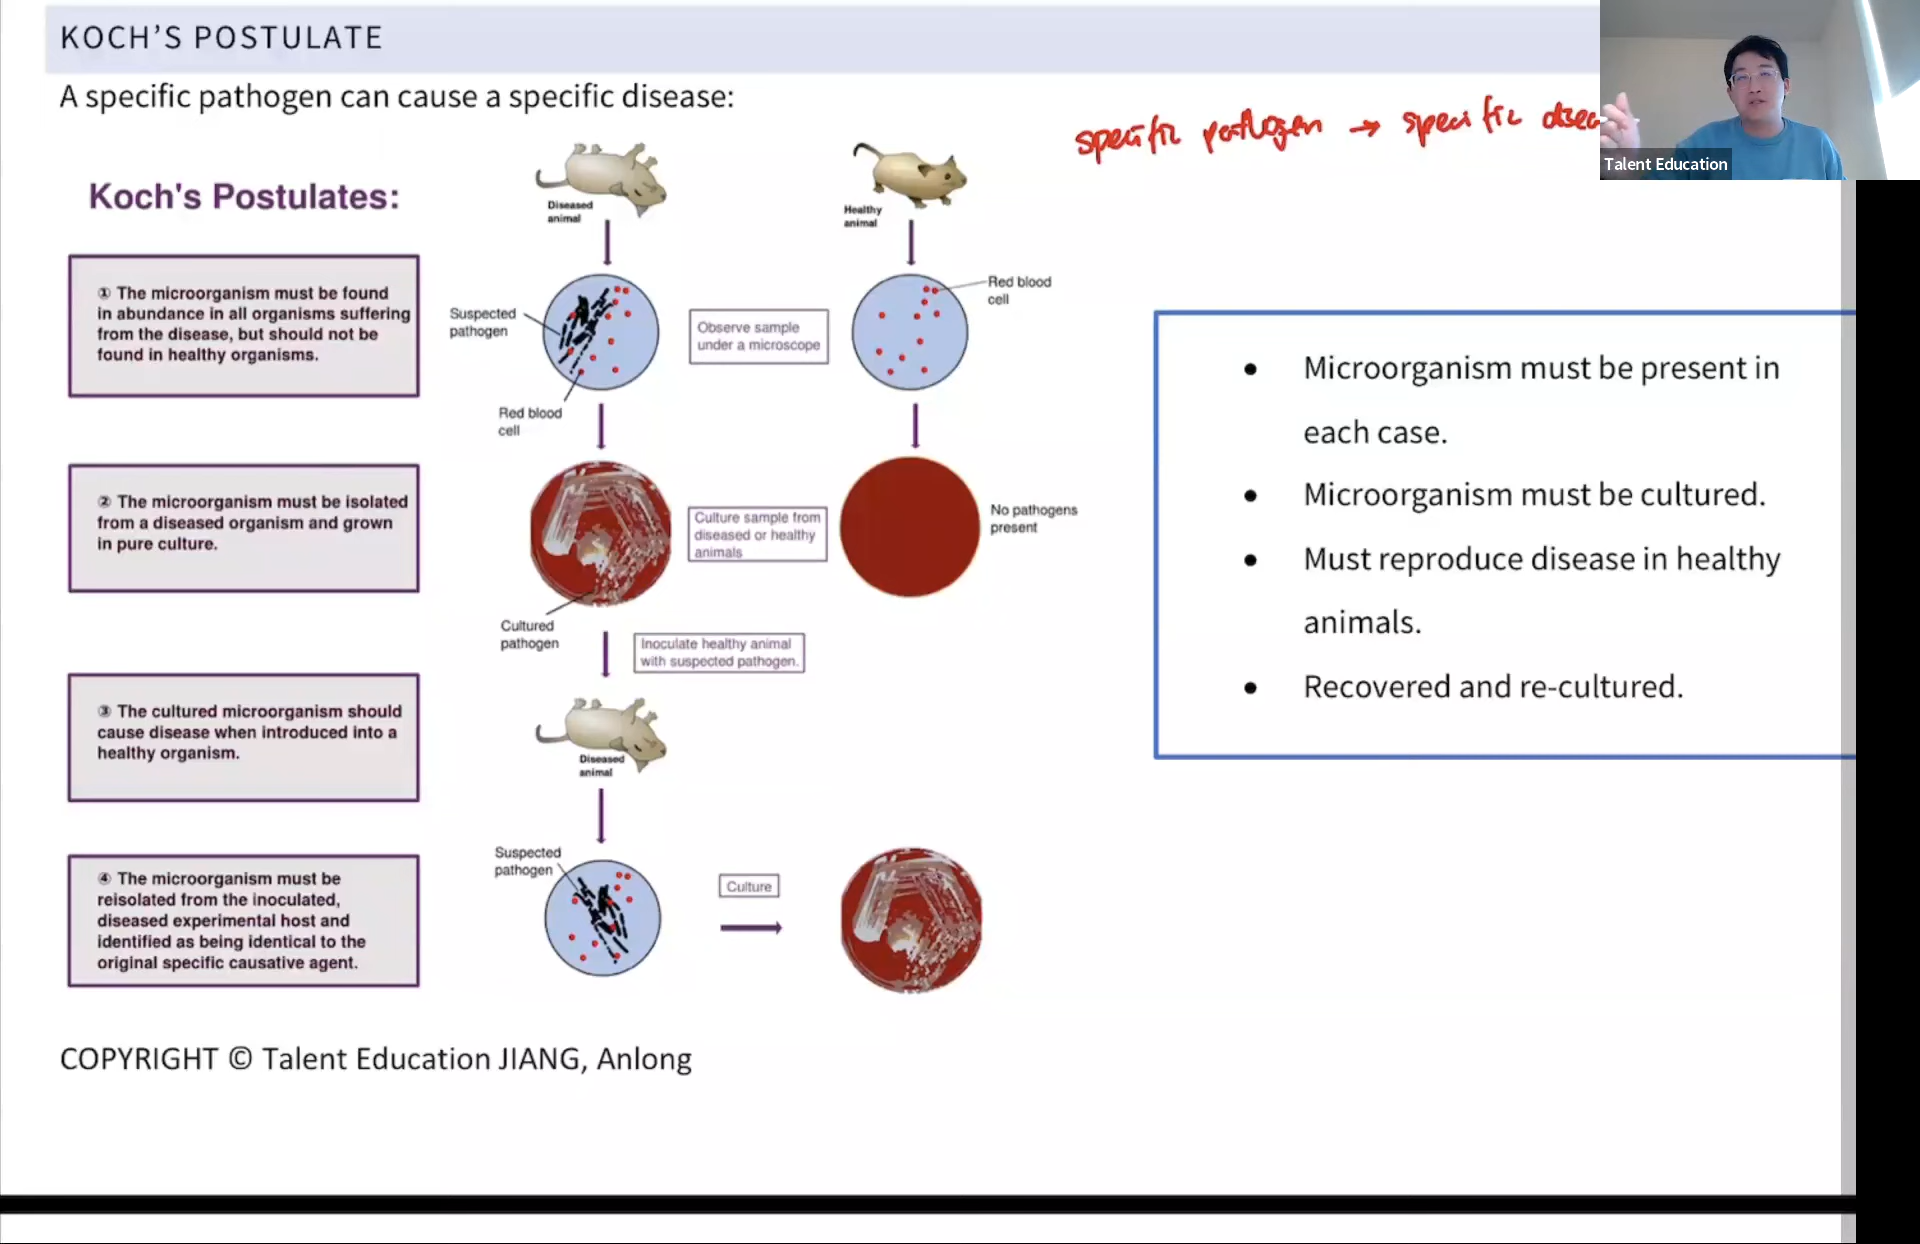 KOCH'S POSTULATE
A specific pathogen can cause a specific disease:
specific pathogen → specific disea
Talent Education
Koch's Postulates:
① The microorganism must be found
in abundance in all organisms suffering
from the disease, but should not be
found in healthy organisms.
② The microorganism must be isolated
from a diseased organism and grown
in pure culture.
③ The cultured microorganism should
cause disease when introduced into a
healthy organism.
④ The microorganism must be
reisolated from the inoculated,
diseased experimental host and
identified as being identical to the
original specific causative agent.
Diseased
animal
Healthy
animal
Suspected
pathogen
Red blood
cell
Observe sample
under a microscope
Red blood
cell
Culture sample from
diseased or healthy
animals
No pathogens
present
Cultured
pathogen
Inoculate healthy animal
with suspected pathogen.
Diseased
animal
Suspected
pathogen
Culture
• Microorganism must be present in
each case.
• Microorganism must be cultured.
• Must reproduce disease in healthy
animals.
• Recovered and re-cultured.
COPYRIGHT © Talent Education JIANG, Anlong